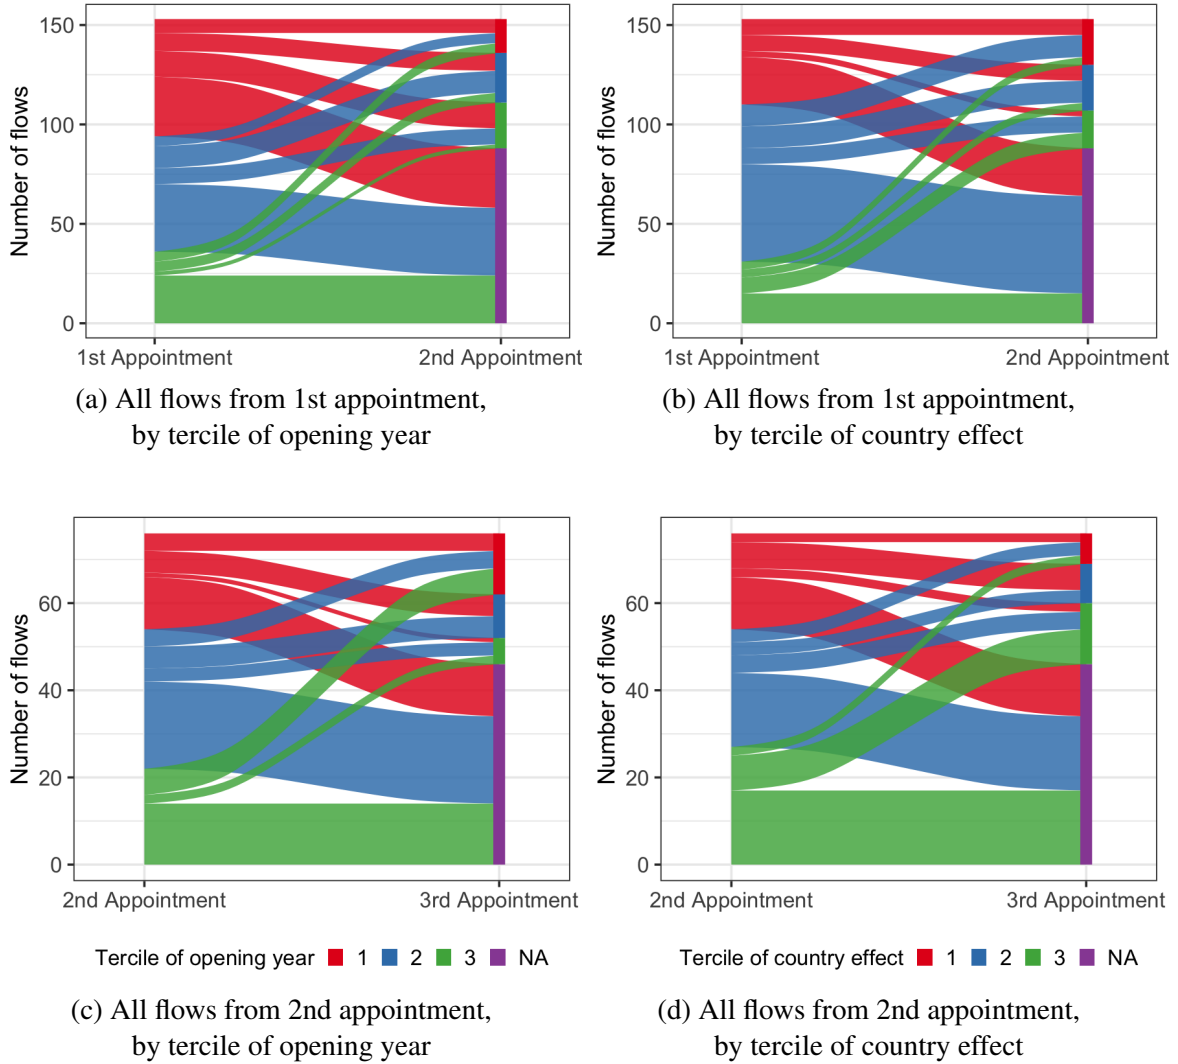 Number of flows
150
100
50
0
1st Appointment
2nd Appointment
(a) All flows from 1st appointment,
by tercile of opening year
Number of flows
150
100
50
0
1st Appointment
2nd Appointment
(b) All flows from 1st appointment,
by tercile of country effect
Number of flows
60
40
20
0
2nd Appointment
3rd Appointment
Tercile of opening year 1 2 3 NA
(c) All flows from 2nd appointment,
by tercile of opening year
Number of flows
60
40
20
0
2nd Appointment
3rd Appointment
Tercile of country effect 1 2 3 NA
(d) All flows from 2nd appointment,
by tercile of country effect